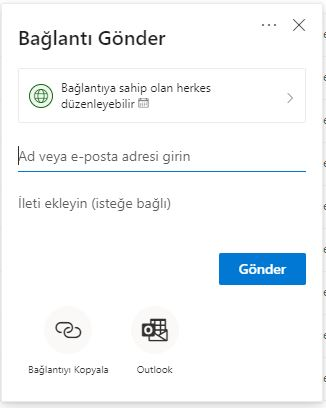 Bağlantı Gönder
Bağlantıya sahip olan herkes
düzenleyebilir
Ad veya e-posta adresi girin
İleti ekleyin (isteğe bağlı)
Gönder
Bağlantıyı Kopyala
Outlook